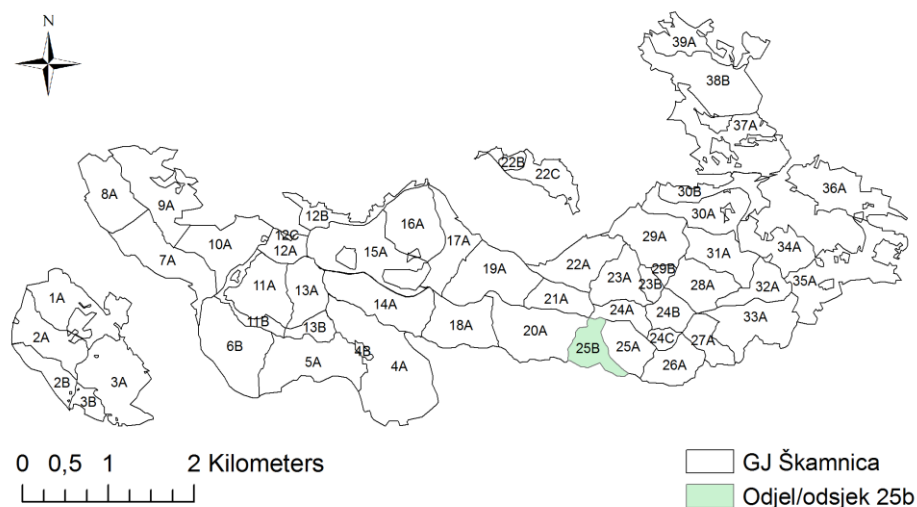 N
39A
38B
37A
22B
22C
36A
8A
9A
30B
30A
12B
16A
10A
12C
12A
15A
17A
29A
34A
7A
31A
22A
29B
19A
23A
23B
28A
32A
35A
1A
11A
13A
14A
21A
24A
24B
33A
2A
11B
13B
18A
20A
24C
27A
6B
4B
25B
25A
5A
4A
26A
2B
3A
3B
0 0,5 1 2 Kilometers
GJ Škamnica
Odjel/odsjek 25b